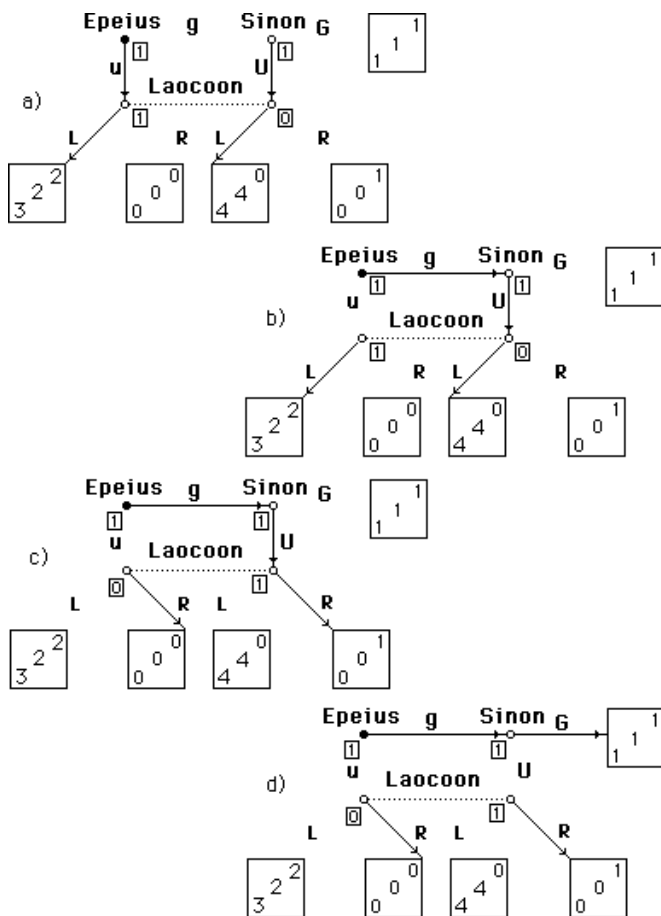 Epeius g Sinon G 1 1 1
1 1
u U
Laocoon
a)
1 0
L R L R
3 2 2 0 0 0 4 4 0 0 0 1
Epeius g Sinon G 1 1 1
1 1
u U
b) Laocoon
1 0
L R L R
3 2 2 0 0 0 4 4 0 0 0 1
Epeius g Sinon G 1 1 1
1 1
u U
c) Laocoon
0 1
L R L R
3 2 2 0 0 0 4 4 0 0 0 1
Epeius g Sinon G 1 1 1
1 1
u U
d) Laocoon
0 1
L R L R
3 2 2 0 0 0 4 4 0 0 0 1